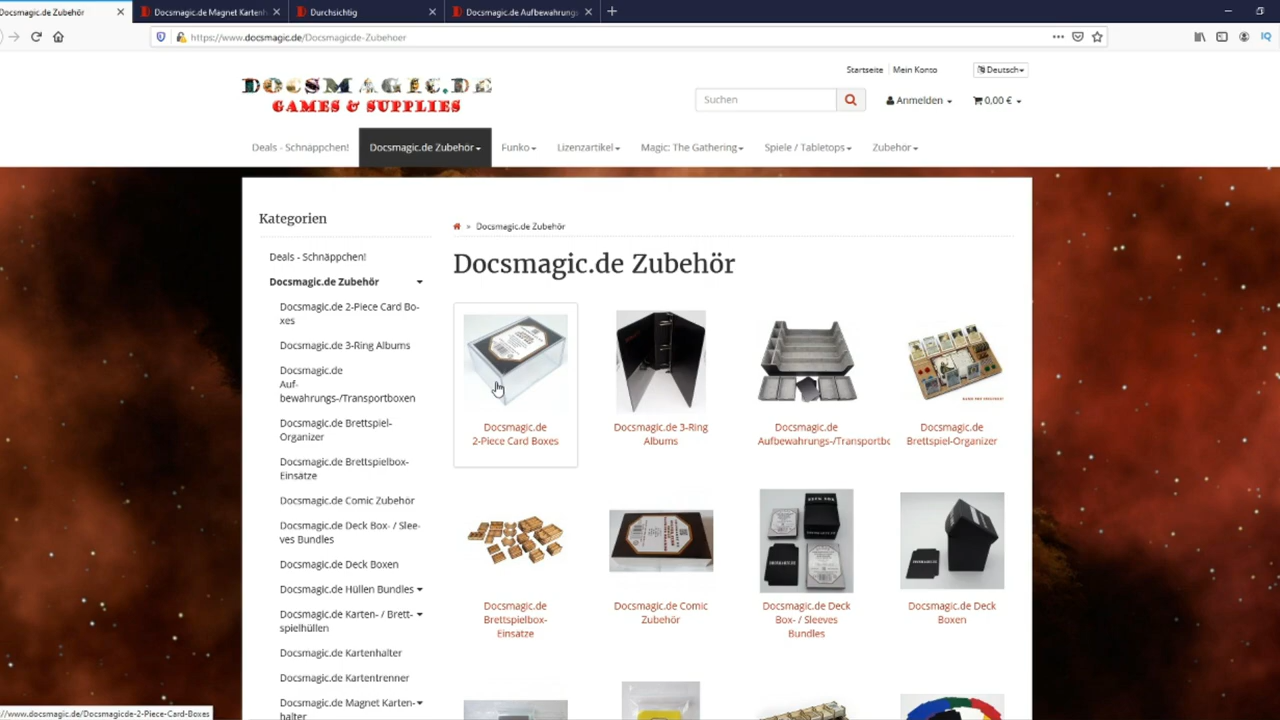 Docsmagic.de Zubehör
Docsmagic.de Magnet Kartenh
Durchsichtig
Docsmagic.de Aufbewahrungs-
https://www.docsmagic.de/Docsmagicde-Zubehoer
Startseite
Mein Konto
Deutsch
DOCSMAGIC.DE
GAMES & SUPPLIES
Suchen
Anmelden
0,00 €
Deals - Schnäppchen!
Docsmagic.de Zubehör
Funko
Lizenzartikel
Magic: The Gathering
Spiele / Tabletops
Zubehör
Kategorien
Deals - Schnäppchen!
Docsmagic.de Zubehör
Docsmagic.de 2-Piece Card Bo-
xes
Docsmagic.de 3-Ring Albums
Docsmagic.de
Auf-
bewahrungs-/Transportboxen
Docsmagic.de Brettspiel-
Organizer
Docsmagic.de Brettspielbox-
Einsätze
Docsmagic.de Comic Zubehör
Docsmagic.de Deck Box- / Slee-
ves Bundles
Docsmagic.de Deck Boxen
Docsmagic.de Hüllen Bundles
Docsmagic.de Karten- / Brett-
spielhüllen
Docsmagic.de Kartenhalter
Docsmagic.de Kartentrenner
Docsmagic.de Magnet Karten-
halter
» Docsmagic.de Zubehör
Docsmagic.de Zubehör
Docsmagic.de
2-Piece Card Boxes
Docsmagic.de 3-Ring
Albums
Docsmagic.de
Aufbewahrungs-/Transportbo
Docsmagic.de
Brettspiel-Organizer
Docsmagic.de
Brettspielbox-
Einsätze
Docsmagic.de Comic
Zubehör
DECK BOX
DOCSMAGIC.DE
Docsmagic.de Deck
Box- / Sleeves
Bundles
Docsmagic.de Deck
Boxen
//www.docsmagic.de/Docsmagicde-2-Piece-Card-Boxes